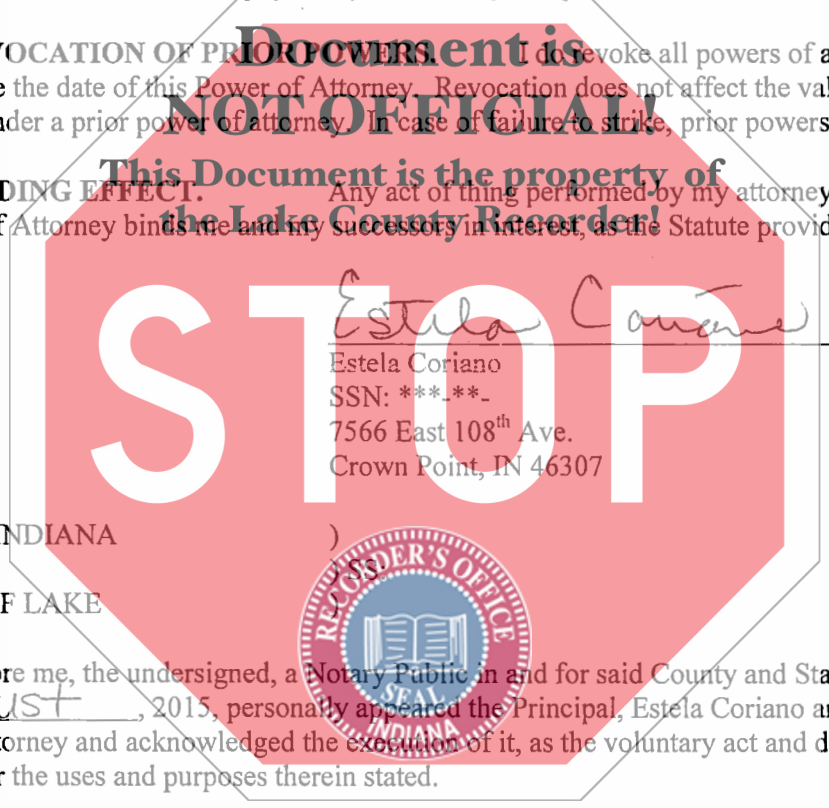 VOCATION OF PRIOR POWERS. I do revoke all powers of a
e the date of this Power of Attorney. Revocation does not affect the val
nder a prior power of attorney. In case of failure to strike, prior powers
DING EFFECT. Any act of thing performed by my attorney
f Attorney binds me and my successors in interest, as the Statute provid
Document is
NOT OFFICIAL!
This Document is the property of
the Lake County Recorder!
STOP
Estela Coriano
Estela Coriano
SSN: ***-**-
7566 East 108th Ave.
Crown Point, IN 46307
INDIANA )
) SS:
F LAKE )
RECORDER'S OFFICE
SEAL
INDIANA
ore me, the undersigned, a Notary Public in and for said County and Sta
ust, 2015, personally appeared the Principal, Estela Coriano a
torney and acknowledged the execution of it, as the voluntary act and d
r the uses and purposes therein stated.